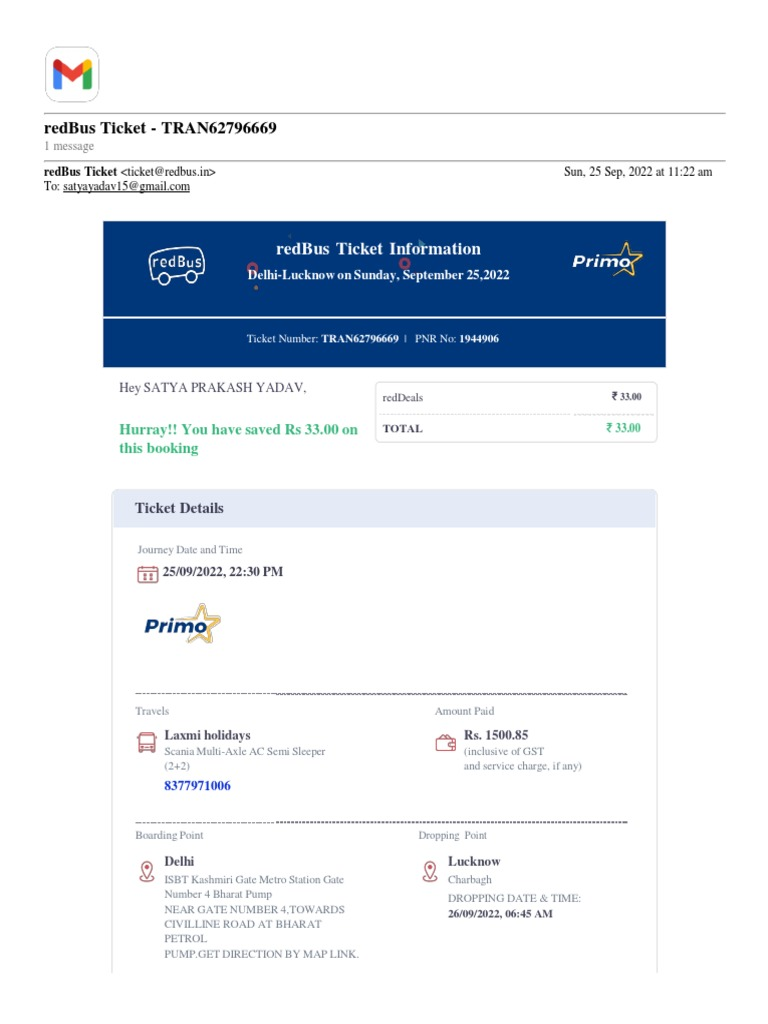 redBus Ticket - TRAN62796669
1 message
redBus Ticket <ticket@redbus.in> Sun, 25 Sep, 2022 at 11:22 am
To: satyayadav15@gmail.com
redBus
redBus Ticket Information
Primo
Delhi-Lucknow on Sunday, September 25,2022
Ticket Number: TRAN62796669 | PNR No: 1944906
Hey SATYA PRAKASH YADAV,
Hurray!! You have saved Rs 33.00 on
this booking
redDeals ₹ 33.00
TOTAL ₹ 33.00
Ticket Details
Journey Date and Time
25/09/2022, 22:30 PM
Primo
Travels
Laxmi holidays
Scania Multi-Axle AC Semi Sleeper
(2+2)
8377971006
Amount Paid
Rs. 1500.85
(inclusive of GST
and service charge, if any)
Boarding Point
Delhi
ISBT Kashmiri Gate Metro Station Gate
Number 4 Bharat Pump
NEAR GATE NUMBER 4,TOWARDS
CIVILLINE ROAD AT BHARAT
PETROL
PUMP.GET DIRECTION BY MAP LINK.
Dropping Point
Lucknow
Charbagh
DROPPING DATE & TIME:
26/09/2022, 06:45 AM